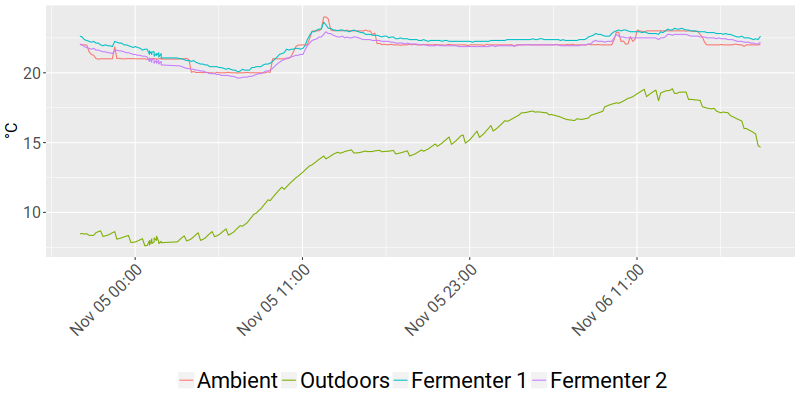 20
15
10
°C
Nov 05 00:00
Nov 05 11:00
Nov 05 23:00
Nov 06 11:00
Ambient Outdoors Fermenter 1 Fermenter 2